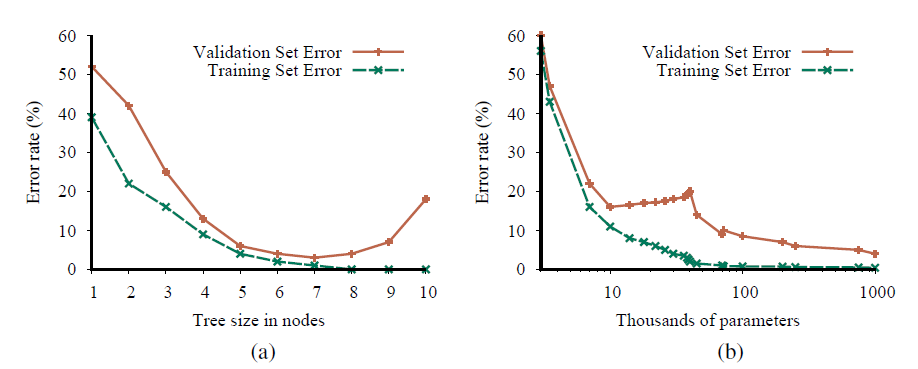 60
50
40
30
20
10
0
Error rate (%)
Validation Set Error
Training Set Error
1 2 3 4 5 6 7 8 9 10
Tree size in nodes
(a)
60
50
40
30
20
10
0
Error rate (%)
Validation Set Error
Training Set Error
10 100 1000
Thousands of parameters
(b)